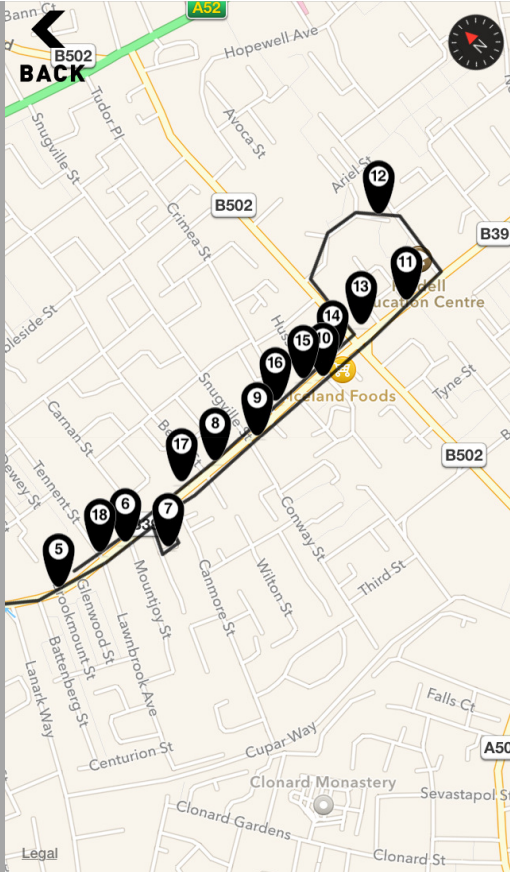 A52
Bann Ct
BACK
B502
Hopewell Ave
Tudor Pl
Snugville St
Avoca St
Ariel St
12
B502
Crimea St
B39
11
13
ucation Centre
14
15
10
16
Iceland Foods
Tyne St
Snugville St
9
8
Carnan St
17
B502
Dewey St
Tennent St
18
6
7
Conway St
5
Third St
Mountjoy St
Canmore St
Wilton St
Glenwood St
Lawnbrook Ave
rookmount St
Battenberg St
Lanark Way
Falls Ct
Cupar Way
Centurion St
A50
Clonard Monastery
Sevastapol St
Clonard Gardens
Clonard St
Legal